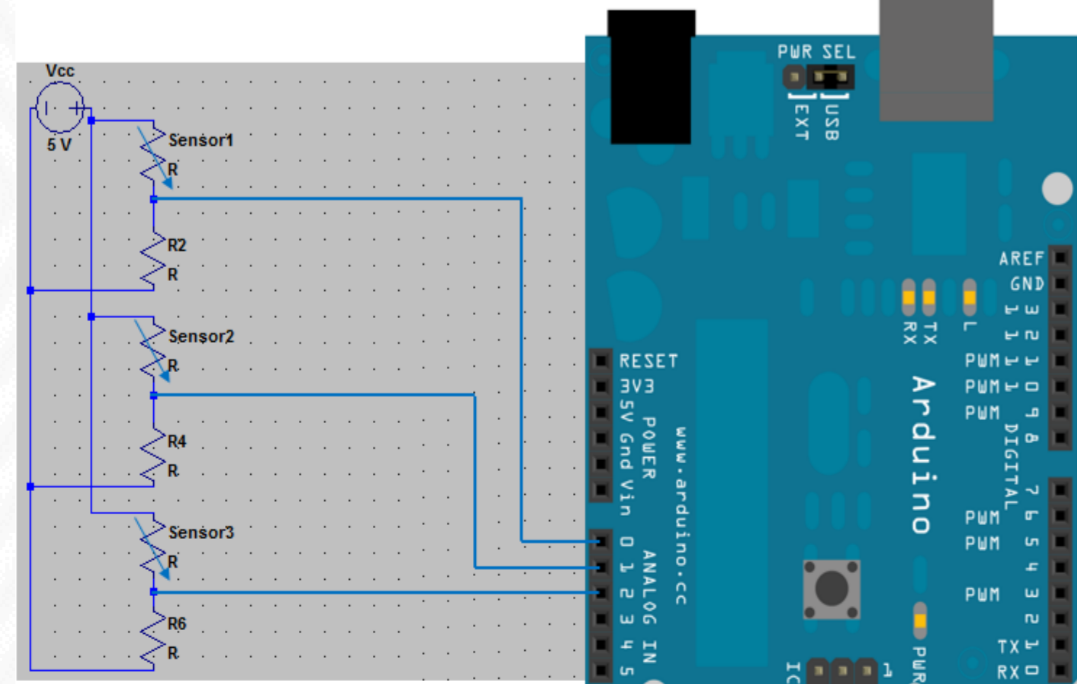 Vcc
5 V
Sensor1
R
R2
R
Sensor2
R
R4
R
Sensor3
R
R6
R
PWR SEL
EXT
USB
AREF
GND
13
12
PWM 11
PWM 10
PWM 9
8
DIGITAL
7
PWM 6
PWM 5
4
PWM 3
2
TX 1
RX 0
RX
TX
L
Arduino
www.arduino.cc
RESET
3V3
5V
Gnd
Vin
POWER
0
1
2
3
4
5
ANALOG IN
PWR
IC
1